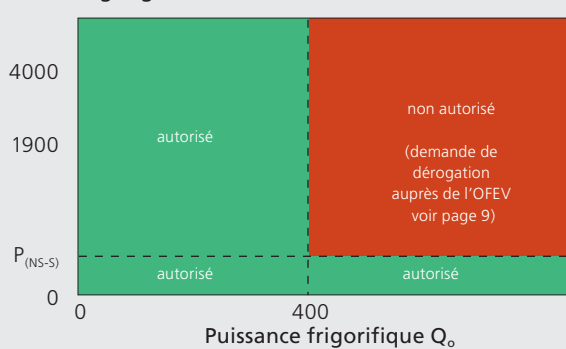 4000
1900
autorisé
non autorisé
(demande de
dérogation
auprès de l’OFEV
voir page 9)
P(NS-S)
autorisé
autorisé
0
0
400
Puissance frigorifique Qo